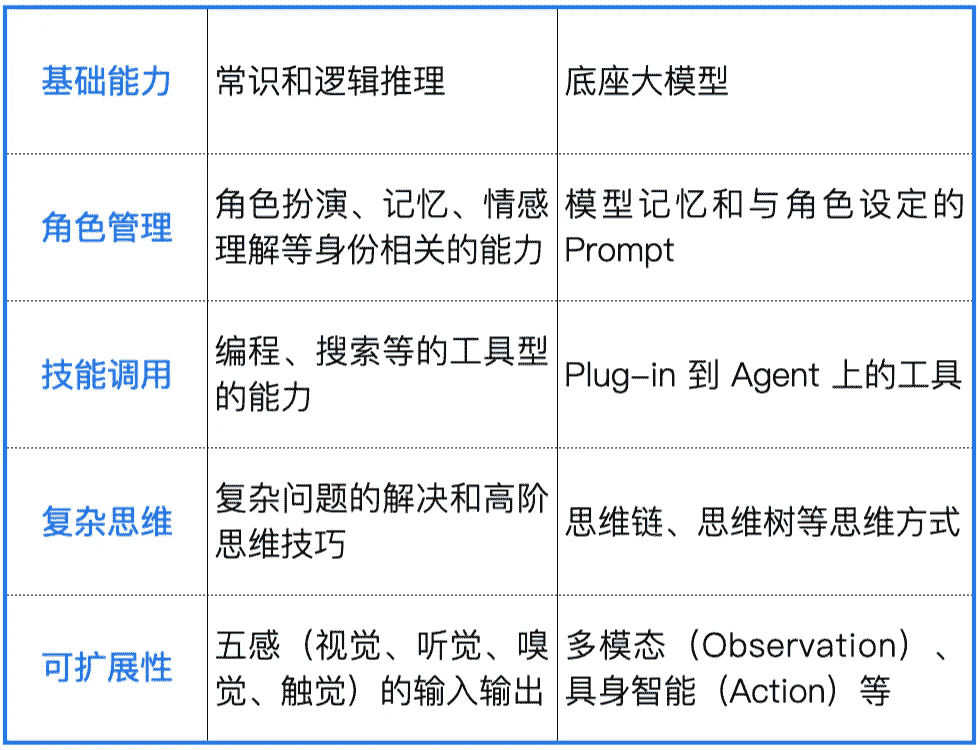 基础能力
常识和逻辑推理
底座大模型
角色管理
角色扮演、记忆、情感
理解等身份相关的能力
模型记忆和与角色设定的
Prompt
技能调用
编程、搜索等的工具型
的能力
Plug-in 到 Agent 上的工具
复杂思维
复杂问题的解决和高阶
思维技巧
思维链、思维树等思维方式
可扩展性
五感（视觉、听觉、嗅
觉、触觉）的输入输出
多模态（Observation）、
具身智能（Action）等